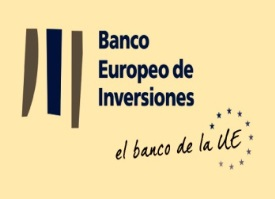 Banco
Europeo de
Inversiones
el banco de la UE